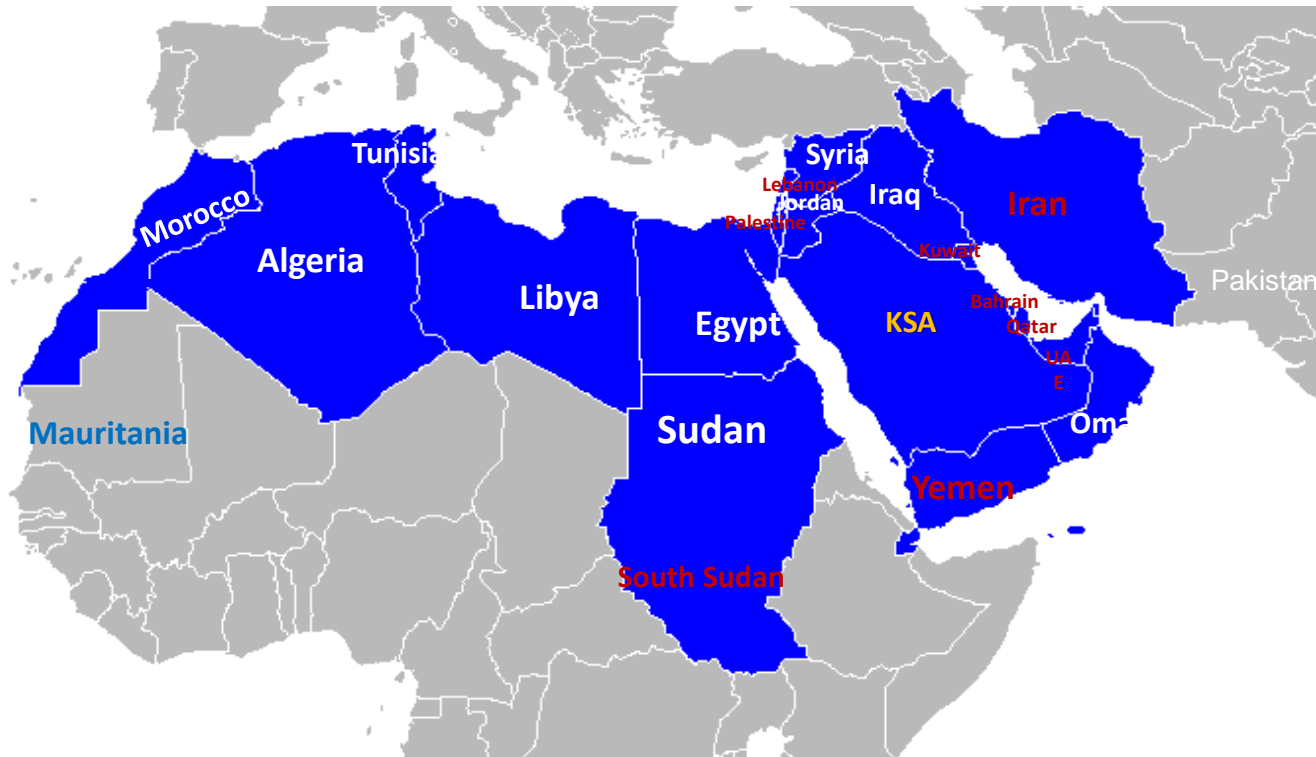 Tunisia
Syria
Lebanon
Iraq
Jordan
Morocco
Iran
Palestine
Algeria
Kuwait
Pakistan
Libya
Bahrain
Egypt
KSA
Qatar
UA
E
Mauritania
Sudan
Oma
Yemen
South Sudan